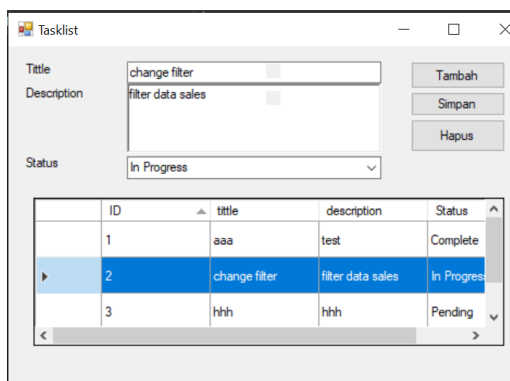 Tasklist
Tittle change filter Tambah
Description filter data sales Simpan
Hapus
Status In Progress
ID tittle description Status
1 aaa test Complete
2 change filter filter data sales In Progress
3 hhh hhh Pending